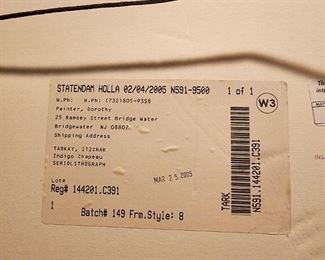 STATENDAM HOLLA 02/04/2005 N591-9500
1 of 1
W.Ph: H.Ph: (732)805-9358
Painter, Dorothy
25 Ramsey Street Bridge Water
Bridgewater NJ 08807
Shipping Address
W3
TARKAY, ITZCHAK
Indigo Chapeau
SERIOLITHOGRAPH
MAR 25 2005
Lot#
Reg# 144201.C391
1
Batch# 149 Frm.Style: 8
TARK
N591.144201.C391